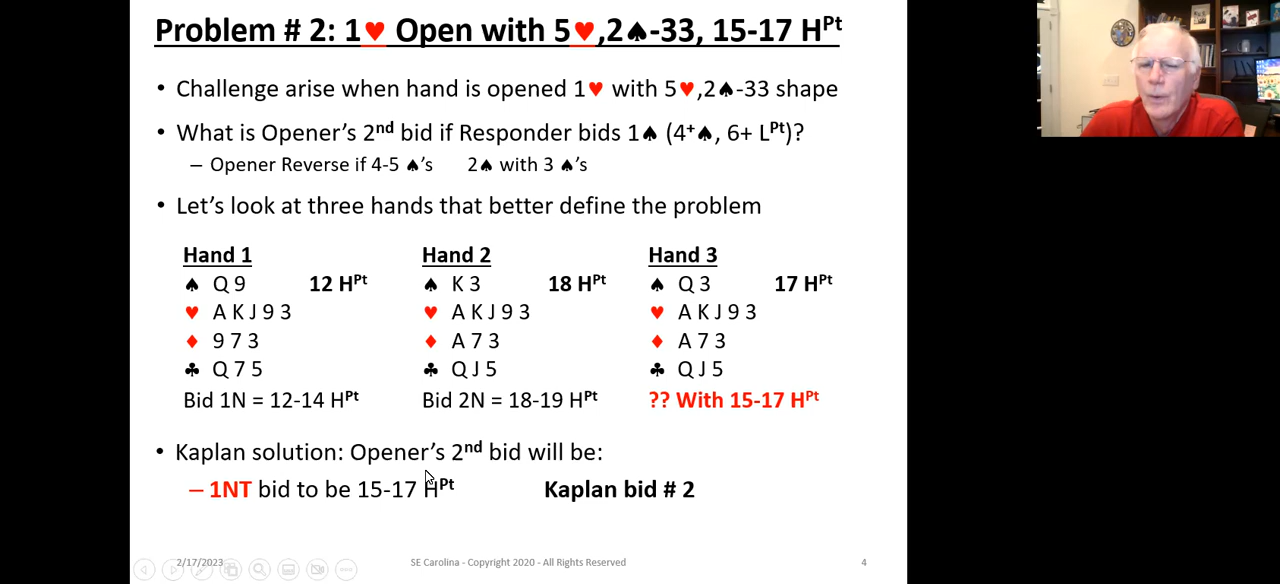 Problem # 2: 1♥ Open with 5♥,2♠-33, 15-17 HPt
• Challenge arise when hand is opened 1♥ with 5♥,2♠-33 shape
• What is Opener's 2nd bid if Responder bids 1♠ (4+♠, 6+ LPt)?
– Opener Reverse if 4-5 ♠'s 2♠ with 3 ♠'s
• Let's look at three hands that better define the problem
Hand 1 Hand 2 Hand 3
♠ Q 9 12 HPt ♠ K 3 18 HPt ♠ Q 3 17 HPt
♥ A K J 9 3 ♥ A K J 9 3 ♥ A K J 9 3
♦ 9 7 3 ♦ A 7 3 ♦ A 7 3
♣ Q 7 5 ♣ Q J 5 ♣ Q J 5
Bid 1N = 12-14 HPt Bid 2N = 18-19 HPt ?? With 15-17 HPt
• Kaplan solution: Opener's 2nd bid will be:
– 1NT bid to be 15-17 HPt Kaplan bid # 2
2/17/2023 SE Carolina - Copyright 2020 - All Rights Reserved 4